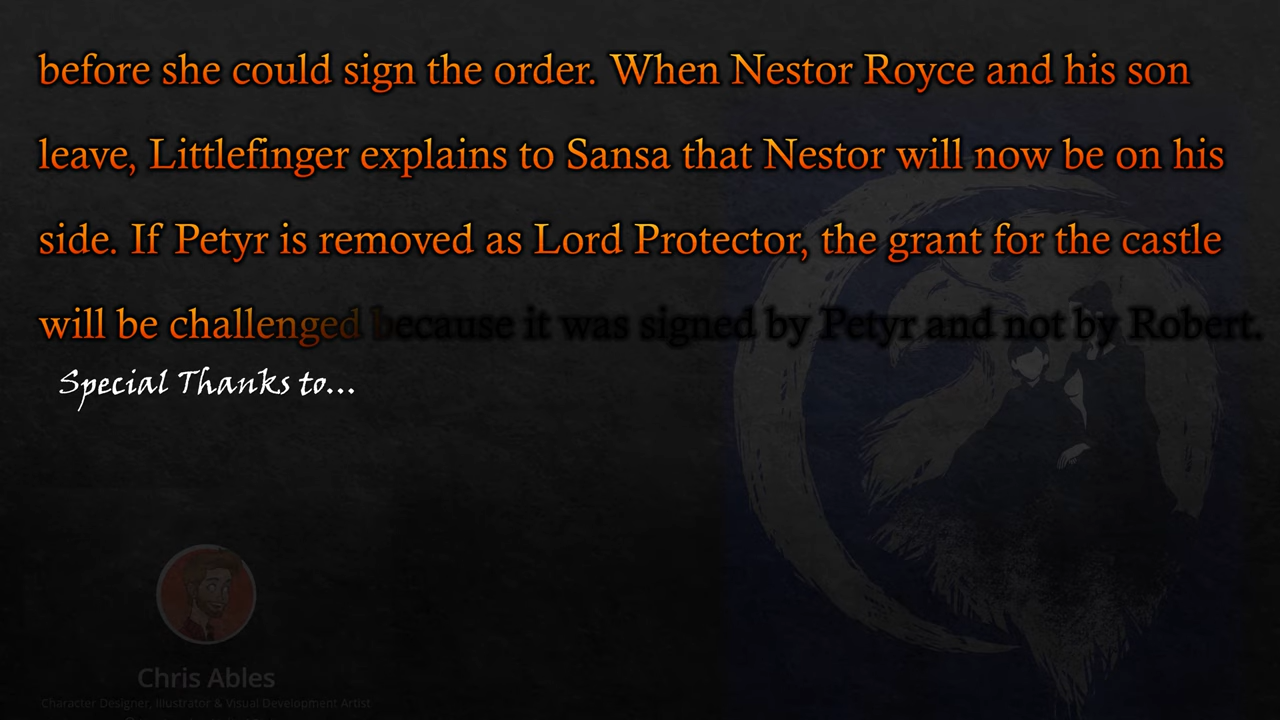 before she could sign the order. When Nestor Royce and his son
leave, Littlefinger explains to Sansa that Nestor will now be on his
side. If Petyr is removed as Lord Protector, the grant for the castle
will be challenged because it was signed by Petyr and not by Robert.
Special Thanks to...
Chris Ables
Character Designer, Illustrator & Visual Development Artist